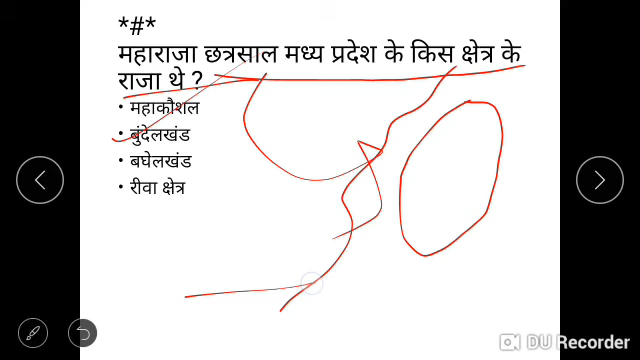 *#*
महाराजा छत्रसाल मध्य प्रदेश के किस क्षेत्र के
राजा थे ?
• महाकौशल
• बुंदेलखंड
• बघेलखंड
• रीवा क्षेत्र
DU Recorder